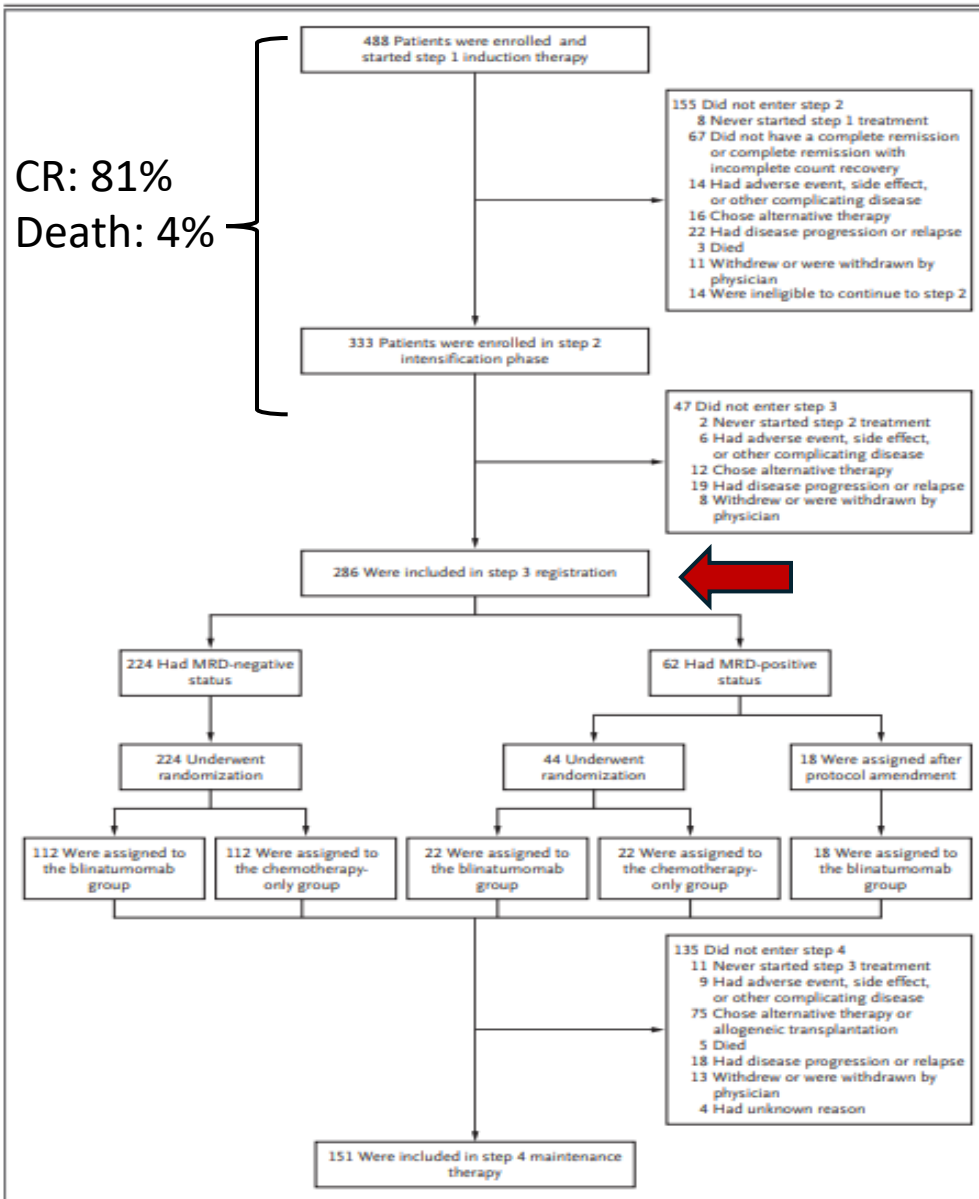 488 Patients were enrolled and
started step 1 induction therapy
CR: 81%
Death: 4%
155 Did not enter step 2
8 Never started step 1 treatment
67 Did not have a complete remission
or complete remission with
incomplete count recovery
14 Had adverse event, side effect,
or other complicating disease
16 Chose alternative therapy
22 Had disease progression or relapse
3 Died
11 Withdrew or were withdrawn by
physician
14 Were ineligible to continue to step 2
333 Patients were enrolled in step 2
intensification phase
47 Did not enter step 3
2 Never started step 2 treatment
6 Had adverse event, side effect,
or other complicating disease
12 Chose alternative therapy
19 Had disease progression or relapse
8 Withdrew or were withdrawn by
physician
286 Were included in step 3 registration
224 Had MRD-negative
status
62 Had MRD-positive
status
224 Underwent
randomization
44 Underwent
randomization
18 Were assigned after
protocol amendment
112 Were assigned to
the blinatumomab
group
112 Were assigned to
the chemotherapy-
only group
22 Were assigned to
the blinatumomab
group
22 Were assigned to
the chemotherapy-
only group
18 Were assigned to
the blinatumomab
group
135 Did not enter step 4
11 Never started step 3 treatment
9 Had adverse event, side effect,
or other complicating disease
75 Chose alternative therapy or
allogeneic transplantation
5 Died
18 Had disease progression or relapse
13 Withdrew or were withdrawn by
physician
4 Had unknown reason
151 Were included in step 4 maintenance
therapy